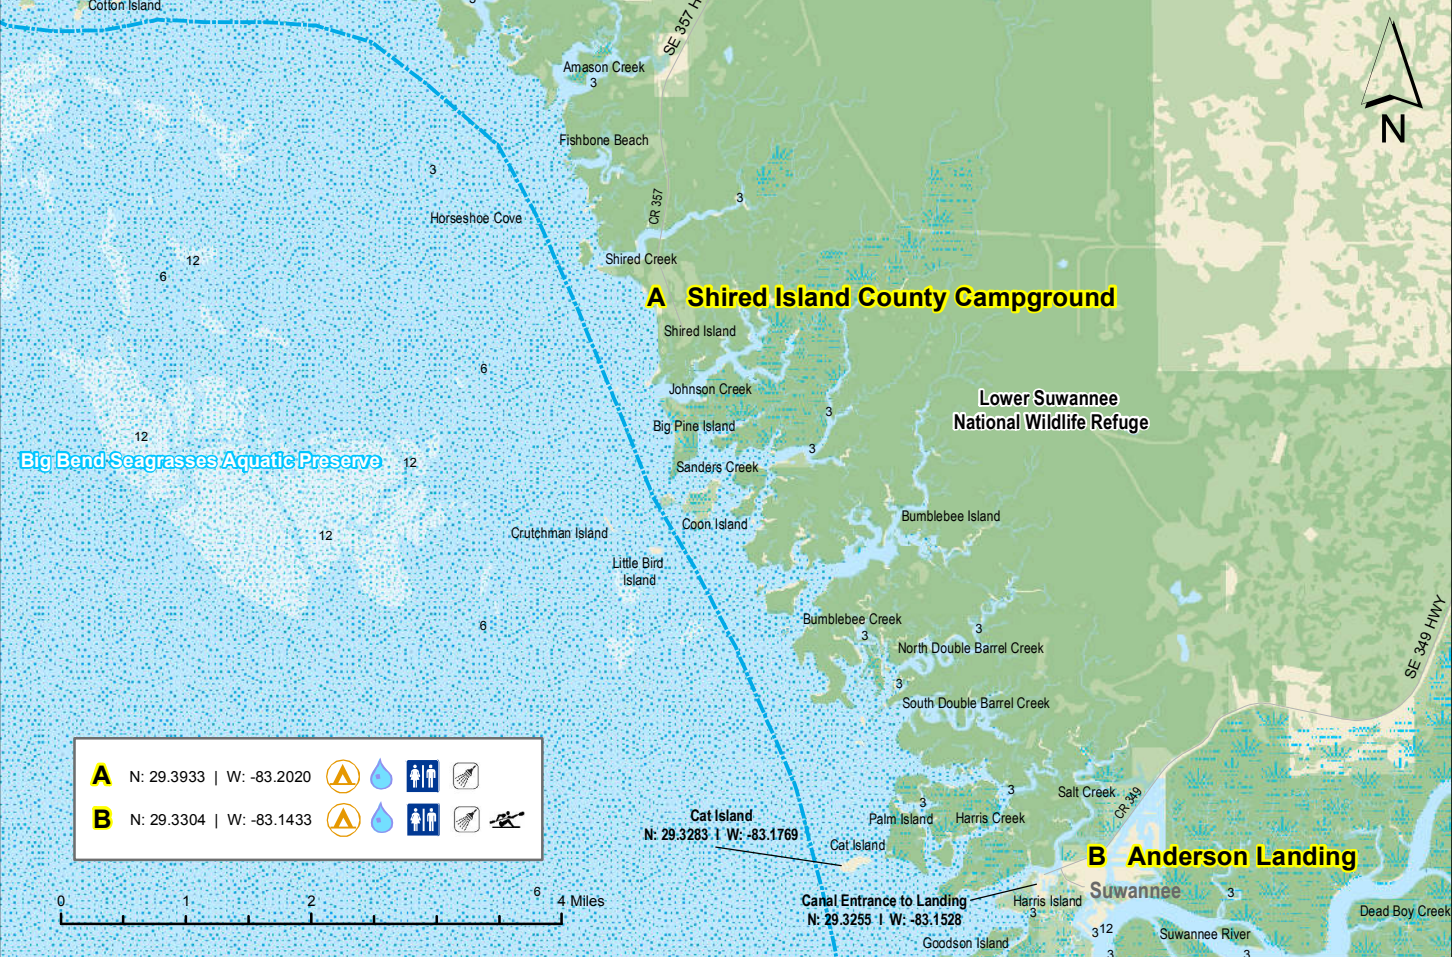 Cotton Island
3
SE 357 H
Amason Creek
3
N
Fishbone Beach
3
CR 357
3
Horseshoe Cove
12
6
Shired Creek
A Shired Island County Campground
Shired Island
6
Johnson Creek
Lower Suwannee
National Wildlife Refuge
3
Big Pine Island
12
3
Big Bend Seagrasses Aquatic Preserve
12
Sanders Creek
Bumblebee Island
Coon Island
Crutchman Island
12
Little Bird
Island
SE 349 HWY
Bumblebee Creek
6
3
3
North Double Barrel Creek
3
South Double Barrel Creek
A N: 29.3933 | W: -83.2020
B N: 29.3304 | W: -83.1433
Salt Creek
3
3
CR 349
Cat Island
N: 29.3283 I W: -83.1769
Palm Island
Harris Creek
Cat Island
B Anderson Landing
Suwannee
6
0 1 2 4 Miles
Canal Entrance to Landing
N: 29.3255 I W: -83.1528
Harris Island
3
3
Dead Boy Creek
3 12
Suwannee River
Goodson Island
3
3